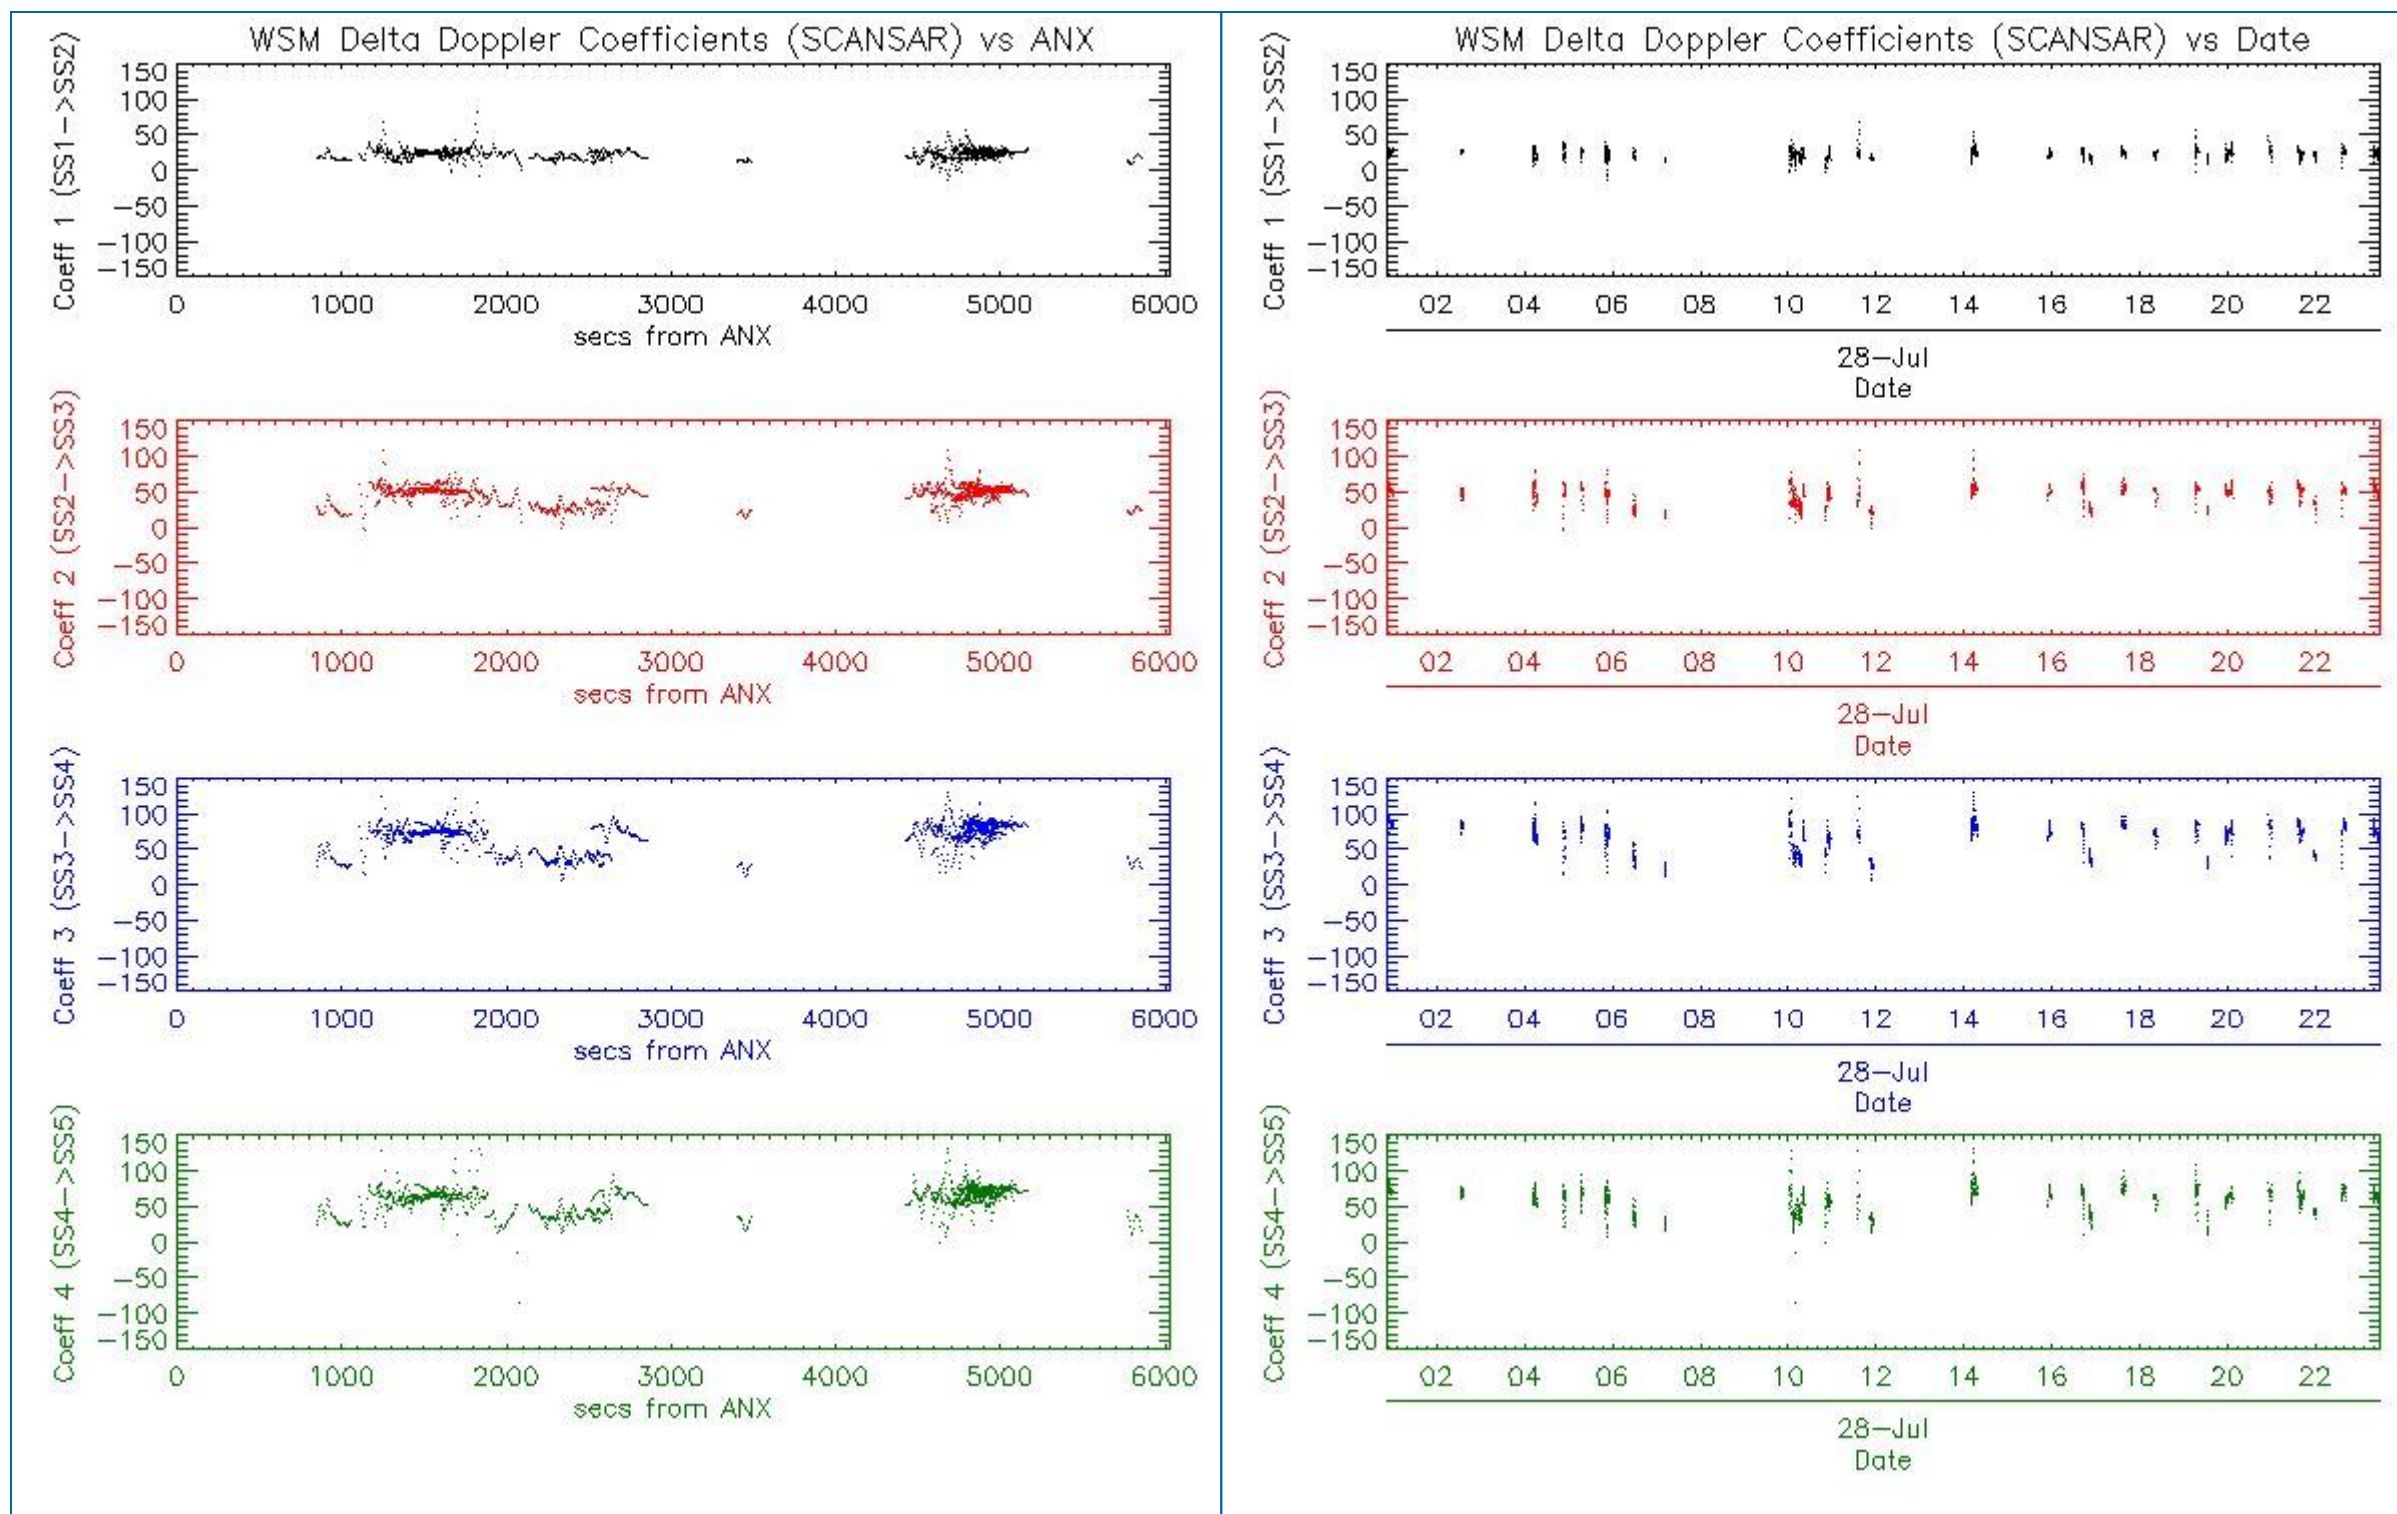 WSM Delta Doppler Coefficients (SCANSAR) vs ANX
Coeff 1 (SS1->SS2)
150
100
50
0
-50
-100
-150
0 1000 2000 3000 4000 5000 6000
secs from ANX
Coeff 2 (SS2->SS3)
150
100
50
0
-50
-100
-150
0 1000 2000 3000 4000 5000 6000
secs from ANX
Coeff 3 (SS3->SS4)
150
100
50
0
-50
-100
-150
0 1000 2000 3000 4000 5000 6000
secs from ANX
Coeff 4 (SS4->SS5)
150
100
50
0
-50
-100
-150
0 1000 2000 3000 4000 5000 6000
secs from ANX
WSM Delta Doppler Coefficients (SCANSAR) vs Date
Coeff 1 (SS1->SS2)
150
100
50
0
-50
-100
-150
02 04 06 08 10 12 14 16 18 20 22
28-Jul
Date
Coeff 2 (SS2->SS3)
150
100
50
0
-50
-100
-150
02 04 06 08 10 12 14 16 18 20 22
28-Jul
Date
Coeff 3 (SS3->SS4)
150
100
50
0
-50
-100
-150
02 04 06 08 10 12 14 16 18 20 22
28-Jul
Date
Coeff 4 (SS4->SS5)
150
100
50
0
-50
-100
-150
02 04 06 08 10 12 14 16 18 20 22
28-Jul
Date